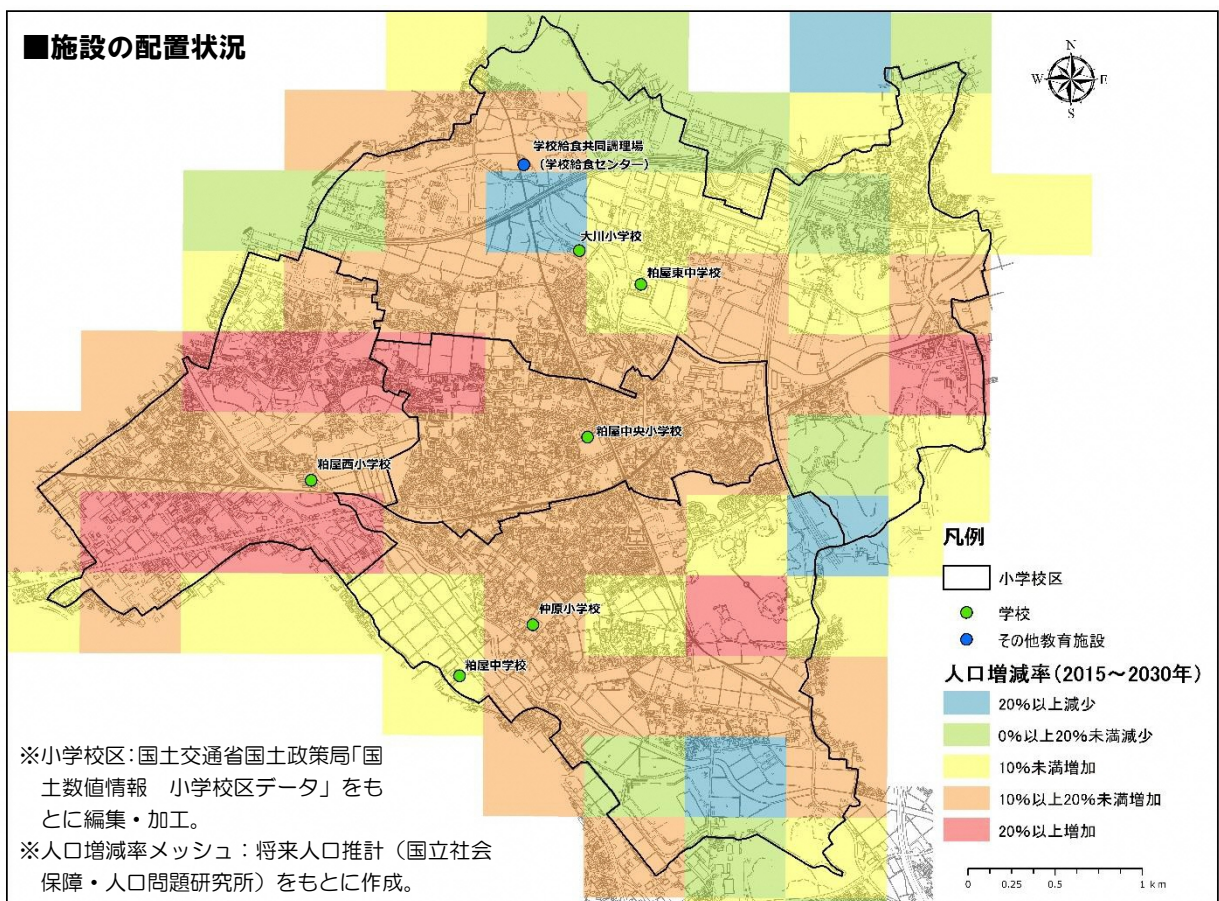 ■施設の配置状況
N
W E
S
学校給食共同調理場
(学校給食センター)
大川小学校
粕屋東中学校
粕屋中央小学校
粕屋西小学校
仲原小学校
粕屋中学校
凡例
小学校区
学校
その他教育施設
人口増減率(2015～2030年)
20%以上減少
0%以上20%未満減少
10%未満増加
10%以上20%未満増加
20%以上増加
※小学校区:国土交通省国土政策局「国
土数値情報　小学校区データ」をも
とに編集・加工。
※人口増減率メッシュ：将来人口推計（国立社会
保障・人口問題研究所）をもとに作成。
0 0.25 0.5 1 km